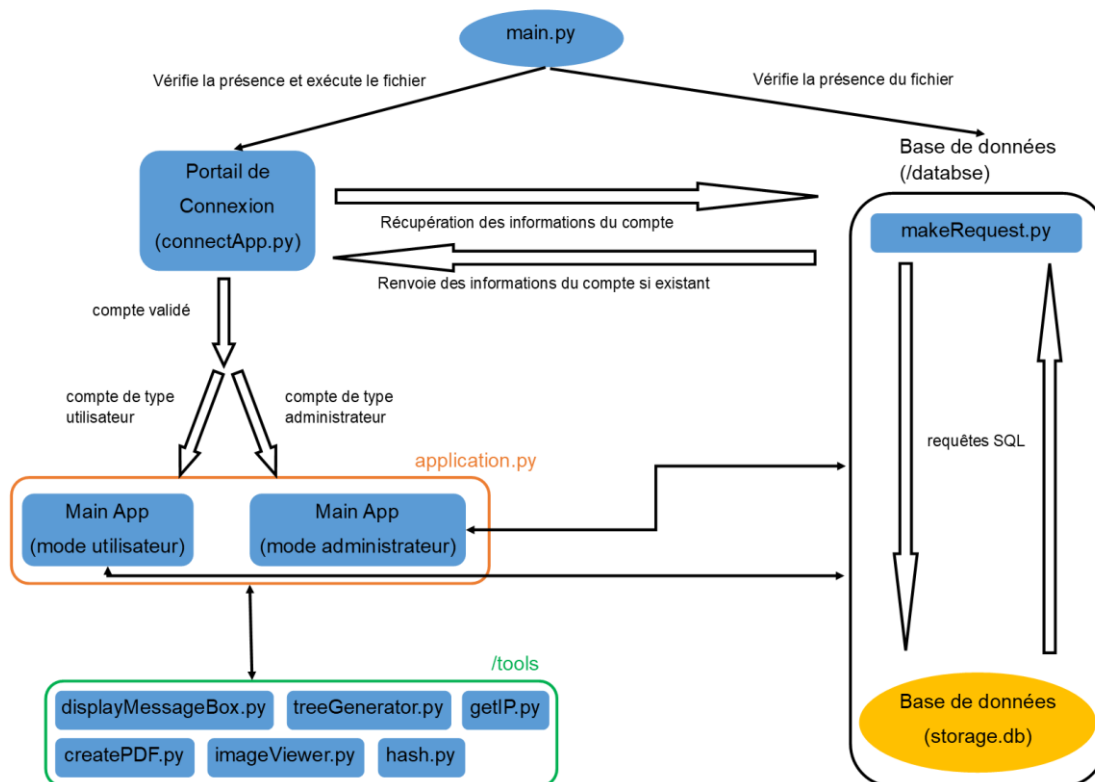 main.py
Vérifie la présence et exécute le fichier
Vérifie la présence du fichier
Portail de
Connexion
(connectApp.py)
Base de données
(/databse)
Récupération des informations du compte
makeRequest.py
Renvoie des informations du compte si existant
compte validé
compte de type
utilisateur
compte de type
administrateur
requêtes SQL
application.py
Main App
(mode utilisateur)
Main App
(mode administrateur)
/tools
displayMessageBox.py
treeGenerator.py
getIP.py
createPDF.py
imageViewer.py
hash.py
Base de données
(storage.db)